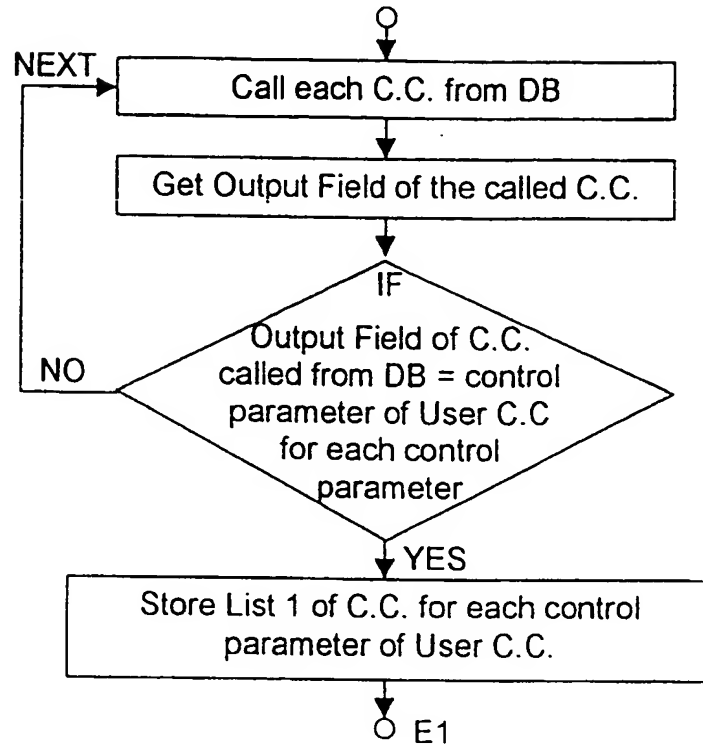 NEXT
Call each C.C. from DB
Get Output Field of the called C.C.
IF
Output Field of C.C.
called from DB = control
parameter of User C.C
for each control
parameter
NO
YES
Store List 1 of C.C. for each control
parameter of User C.C.
E1